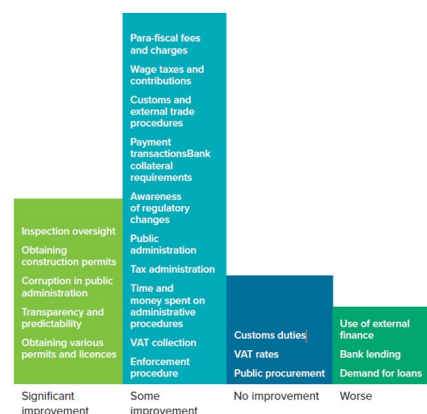 Para-fiscal fees
and charges
Wage taxes and
contributions
Customs and
external trade
procedures
Payment
transactionsBank
collateral
requirements
Awareness
of regulatory
changes
Public
administration
Tax administration
Time and
money spent on
administrative
procedures
VAT collection
Enforcement
procedure
Inspection oversight
Obtaining
construction permits
Corruption in public
administration
Transparency and
predictability
Obtaining various
permits and licences
Customs duties
VAT rates
Public procurement
Use of external
finance
Bank lending
Demand for loans
Significant
improvement
Some
improvement
No improvement
Worse